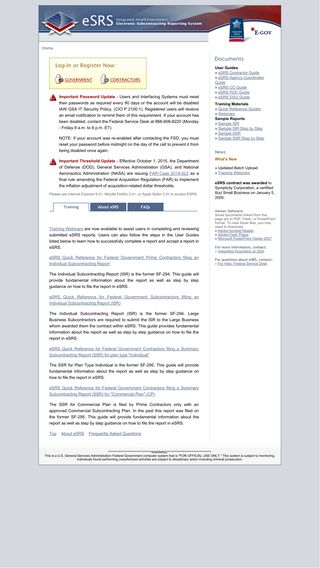 eSRS
Integrated Award Environment
Electronic Subcontracting Reporting System
E-GOV
Home
Log-in or Register Now:
GOVERNMENT
CONTRACTORS
Important Password Update - Users and Interfacing Systems must reset
their passwords as required every 90 days or the account will be disabled
IAW GSA IT Security Policy, (CIO P 2100.1). Registered users will receive
an email notification to remind them of this requirement. If your account
has been disabled, contact the Federal Service Desk at 866-606-8220 (Monday
- Friday 8 a.m. to 8 p.m. ET).
NOTE: If your account was re-enabled after contacting the FSD, you must
reset your password before midnight on the day of the call to prevent it from
being disabled once again.
Important Threshold Update - Effective October 1, 2015, the Department
of Defense (DOD), General Services Administration (GSA), and National
Aeronautics National Administration (NASA) are issuing FAR Case 2014-022 as a
final rule amending the Federal Acquisition Regulation (FAR) to implement
the inflation adjustment of acquisition-related dollar thresholds.
Please use Internet Explorer 5.0+, Mozilla Firefox 2.0+, or Apple Safari 3.0+ to access ESRS.
Training
About eSRS
FAQs
Training Webinars are now available to assist users in completing and reviewing
submitted eSRS reports. Users can also follow the steps in the User Guides
listed below to learn how to successfully complete a report and accept a report in
eSRS.
eSRS Quick Reference for Federal Government Prime Contractors filing an
Individual Subcontracting Report
The Individual Subcontracting Report (ISR) is the former SF-294. This guide will
provide fundamental information about the report as well as step by step
guidance on how to file the report in eSRS.
eSRS Quick Reference for Federal Government Subcontractors filling an
Individual Subcontracting Report (ISR)
The Individual Subcontracting Report (ISR) is the former SF-294. Large
Business Subcontractors are required to submit the ISR to the Large Business
whom awarded them the contract within eSRS. This guide provides fundamental
information about the report as well as step by step guidance on how to file the
report in eSRS.
eSRS Quick Reference for Federal Government Contractors filing a Summary
Subcontracting Report (SSR) for plan type "Individual"
The SSR for Plan Type Individual is the former SF-295. This guide will provide
fundamental information about the report as well as step by step guidance on
how to file the report in eSRS.
eSRS Quick Reference for Federal Government Contractors filing a Summary
Subcontracting Report (SSR) for "Commercial Plan" (CP)
The SSR for Commercial Plan is filed by Prime Contractors only with an
approved Commercial Subcontracting Plan. In the past this report was filed on
the former SF-295. This guide will provide fundamental information about the
report as well as step by step guidance on how to file the report in eSRS.
Top About eSRS Frequently Asked Questions
Documents
User Guides
» eSRS Contractor Guide
» eSRS Agency Coordinator
Guide
» eSRS CO Guide
» eSRS POC Guide
» eSRS SGU Guide
Training Materials
» Quick Reference Guides
» Webinars
Sample Reports
» Sample ISR
» Sample ISR Step by Step
» Sample SSR
» Sample SSR Step by Step
News
What's New
» Updated Batch Upload
» Training Webinars
eSRS contract was awarded to
Symplicity Corporation, a certified
8(a) Small Business on January 5,
2005.
Viewer Software
Some documents listed from this
page are in PDF, Flash, or PowerPoint
format. To view these files, you may
need to download:
» Adobe Acrobat Reader
» Adobe Flash Player
» Microsoft PowerPoint Viewer 2007
For more information, contact:
» Integrated Acquisition at GSA
For questions about eSRS, contact:
» For Help: Federal Service Desk
WARNING
This is a U.S. General Services Administration Federal Government computer system that is "FOR OFFICIAL USE ONLY." This system is subject to monitoring.
Individuals found performing unauthorized activities are subject to disciplinary action including criminal prosecution.